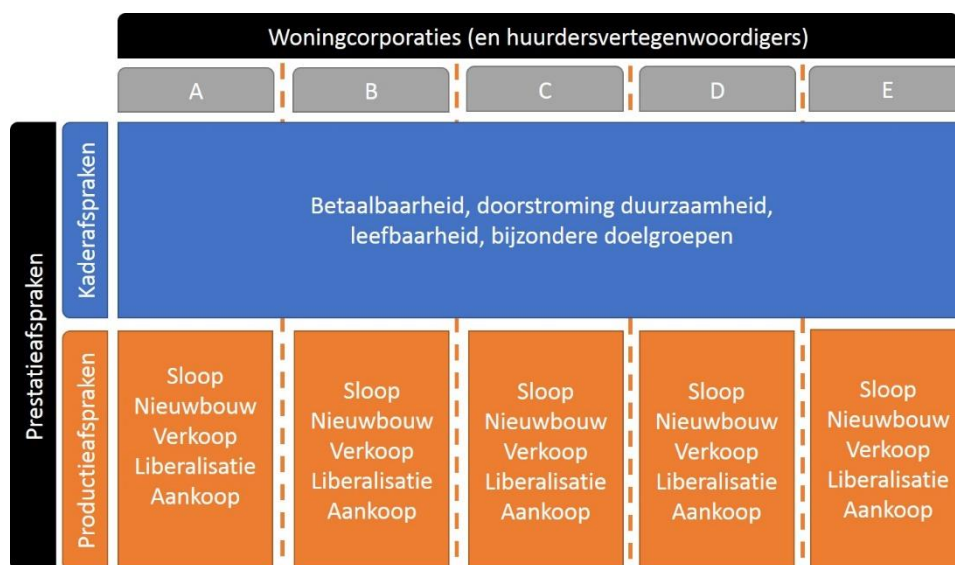 Woningcorporaties (en huurdersvertegenwoordigers)
A
B
C
D
E
Prestatieafspraken
Kaderafspraken
Betaalbaarheid, doorstroming duurzaamheid,
leefbaarheid, bijzondere doelgroepen
Productieafspraken
Sloop
Nieuwbouw
Verkoop
Liberalisatie
Aankoop
Sloop
Nieuwbouw
Verkoop
Liberalisatie
Aankoop
Sloop
Nieuwbouw
Verkoop
Liberalisatie
Aankoop
Sloop
Nieuwbouw
Verkoop
Liberalisatie
Aankoop
Sloop
Nieuwbouw
Verkoop
Liberalisatie
Aankoop